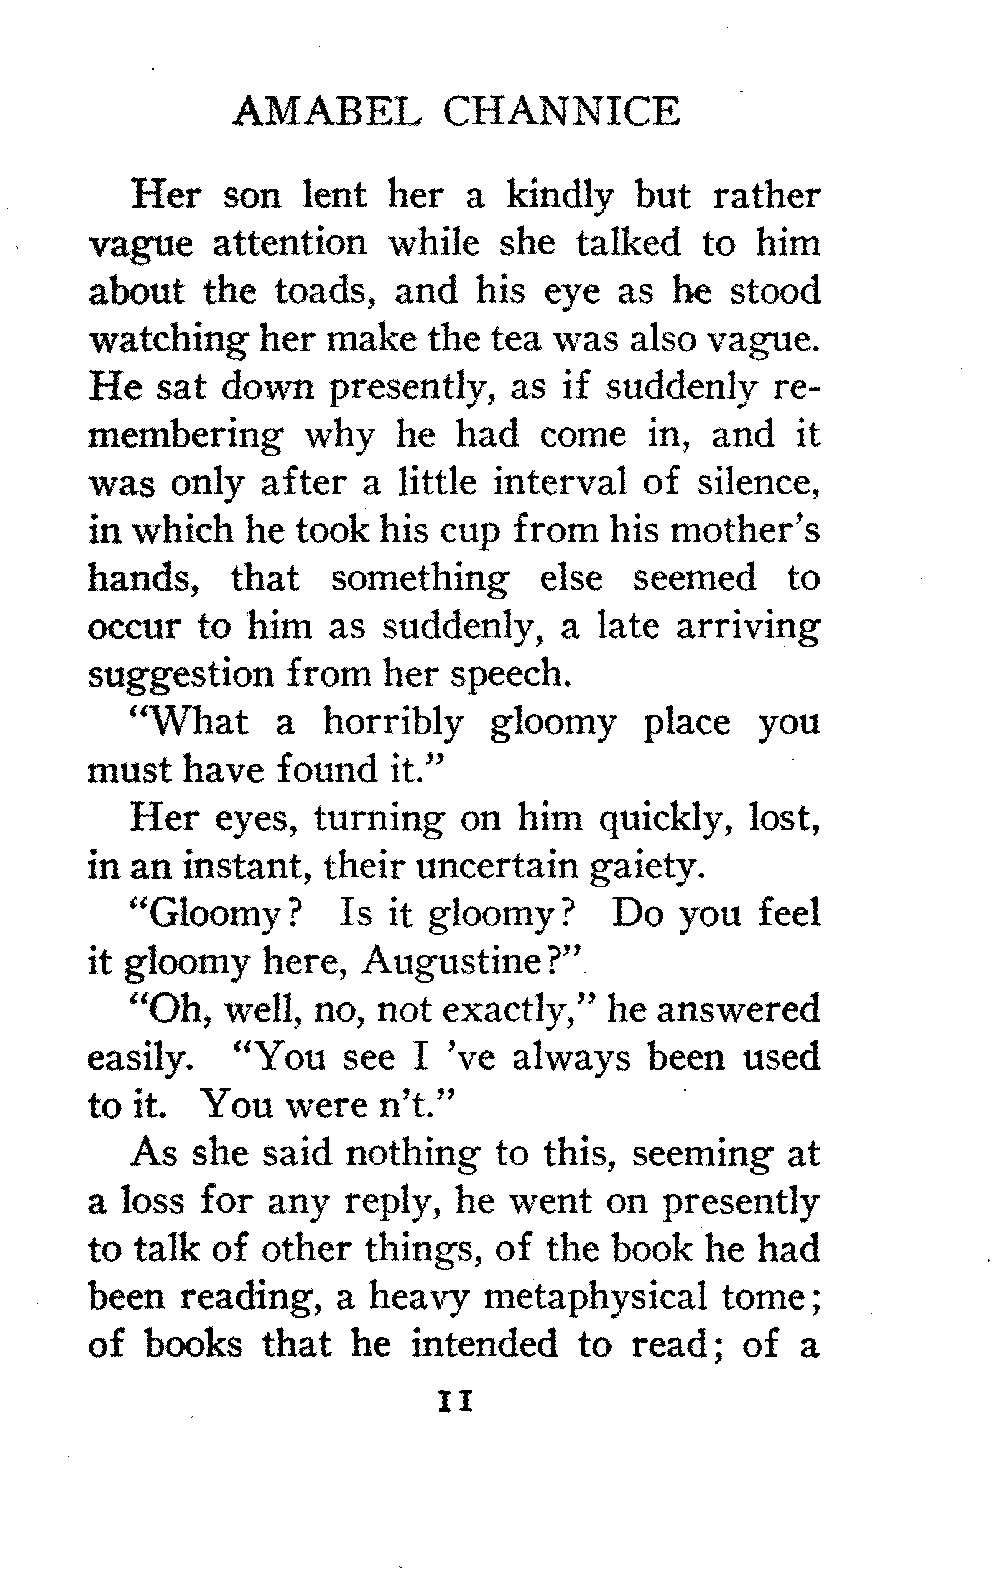 AMABEL CHANNICE
Her son lent her a kindly but rather
vague attention while she talked to him
about the toads, and his eye as he stood
watching her make the tea was also vague.
He sat down presently, as if suddenly re-
membering why he had come in, and it
was only after a little interval of silence,
in which he took his cup from his mother's
hands, that something else seemed to
occur to him as suddenly, a late arriving
suggestion from her speech.
“What a horribly gloomy place you
must have found it.”
Her eyes, turning on him quickly, lost,
in an instant, their uncertain gaiety.
“Gloomy? Is it gloomy? Do you feel
it gloomy here, Augustine?”
“Oh, well, no, not exactly,” he answered
easily. “You see I 've always been used
to it. You were n't.”
As she said nothing to this, seeming at
a loss for any reply, he went on presently
to talk of other things, of the book he had
been reading, a heavy metaphysical tome;
of books that he intended to read; of a
11